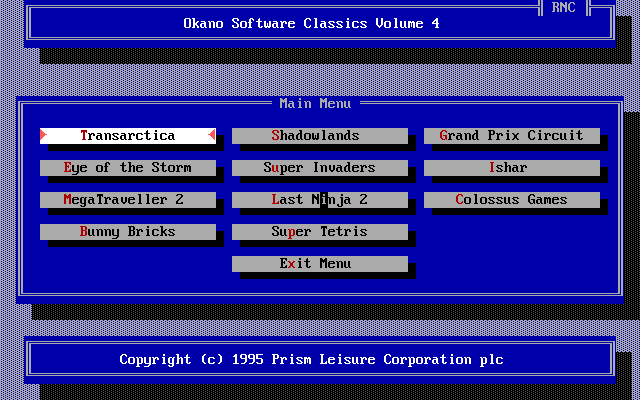 RNC
Okano Software Classics Volume 4
Main Menu
Transarctica Shadowlands Grand Prix Circuit
Eye of the Storm Super Invaders Ishar
MegaTraveller 2 Last Ninja 2 Colossus Games
Bunny Bricks Super Tetris
Exit Menu
Copyright (c) 1995 Prism Leisure Corporation plc